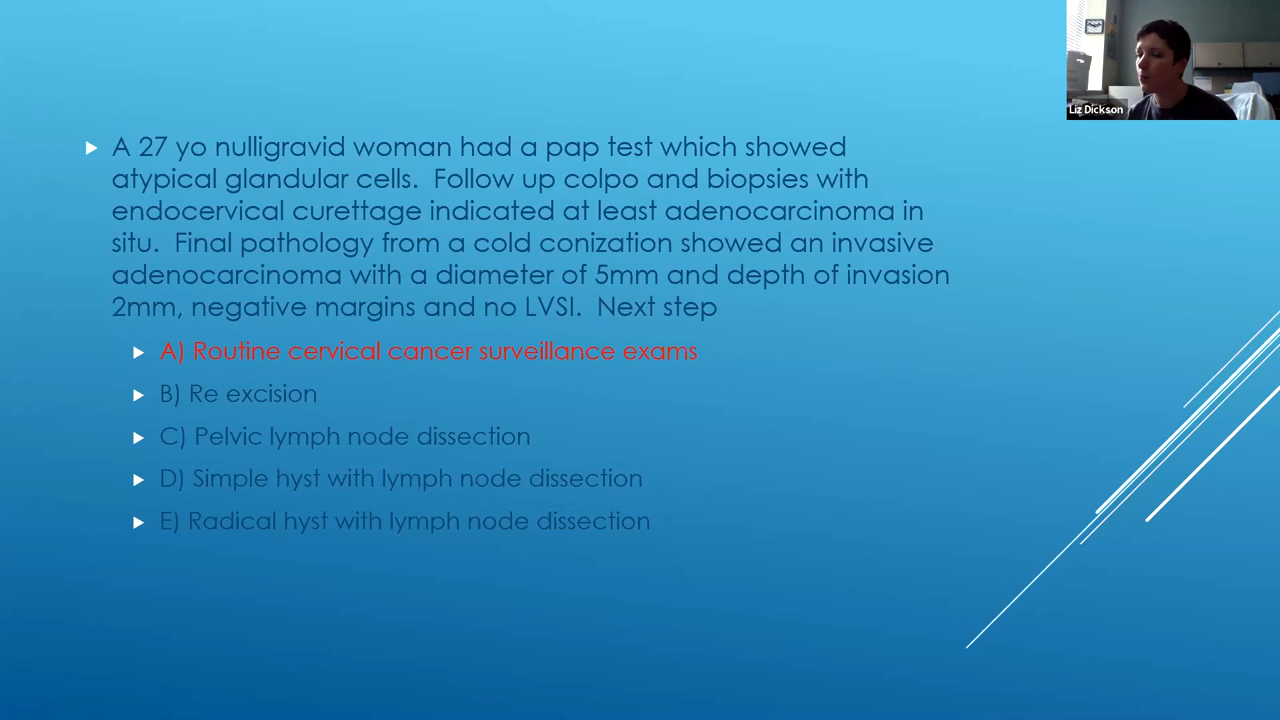 Liz Dickson
A 27 yo nulligravid woman had a pap test which showed
atypical glandular cells. Follow up colpo and biopsies with
endocervical curettage indicated at least adenocarcinoma in
situ. Final pathology from a cold conization showed an invasive
adenocarcinoma with a diameter of 5mm and depth of invasion
2mm, negative margins and no LVSI. Next step
A) Routine cervical cancer surveillance exams
B) Re excision
C) Pelvic lymph node dissection
D) Simple hyst with lymph node dissection
E) Radical hyst with lymph node dissection